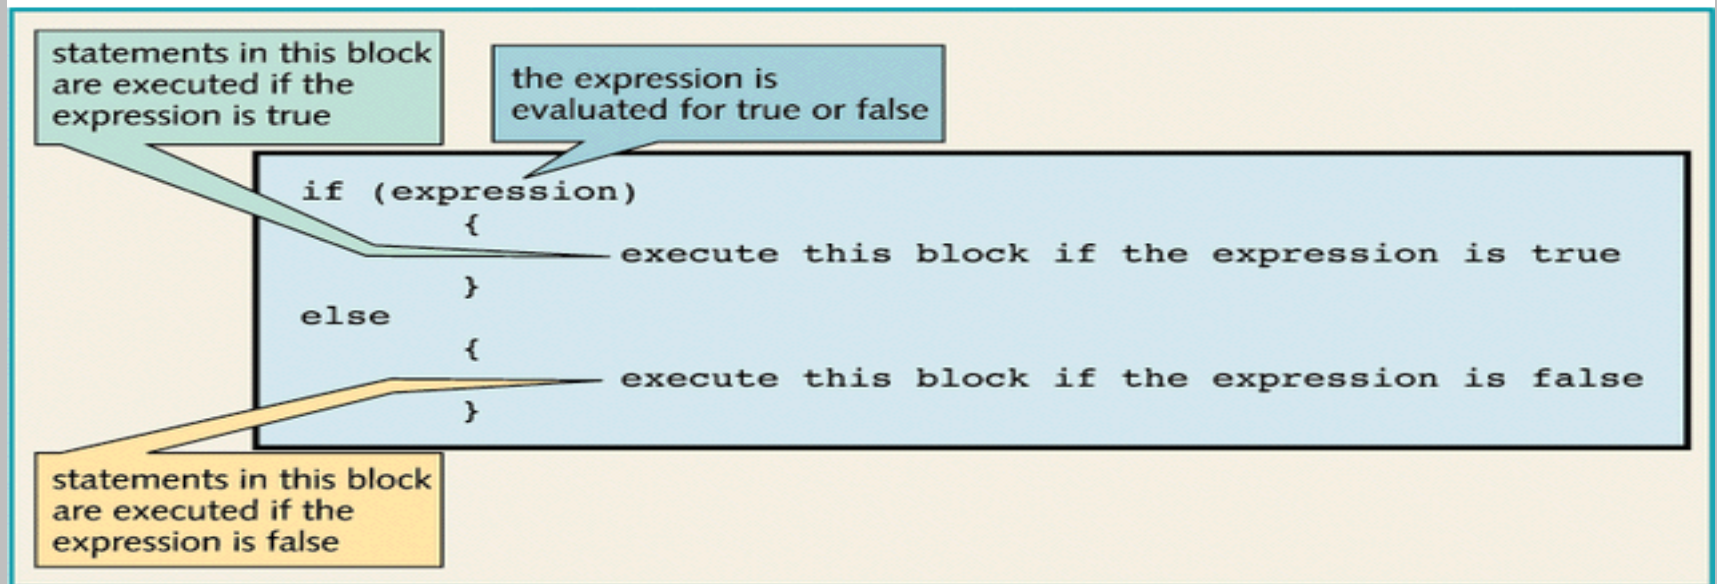 statements in this block
are executed if the
expression is true
the expression is
evaluated for true or false
if (expression)
{
execute this block if the expression is true
}
else
{
execute this block if the expression is false
}
statements in this block
are executed if the
expression is false